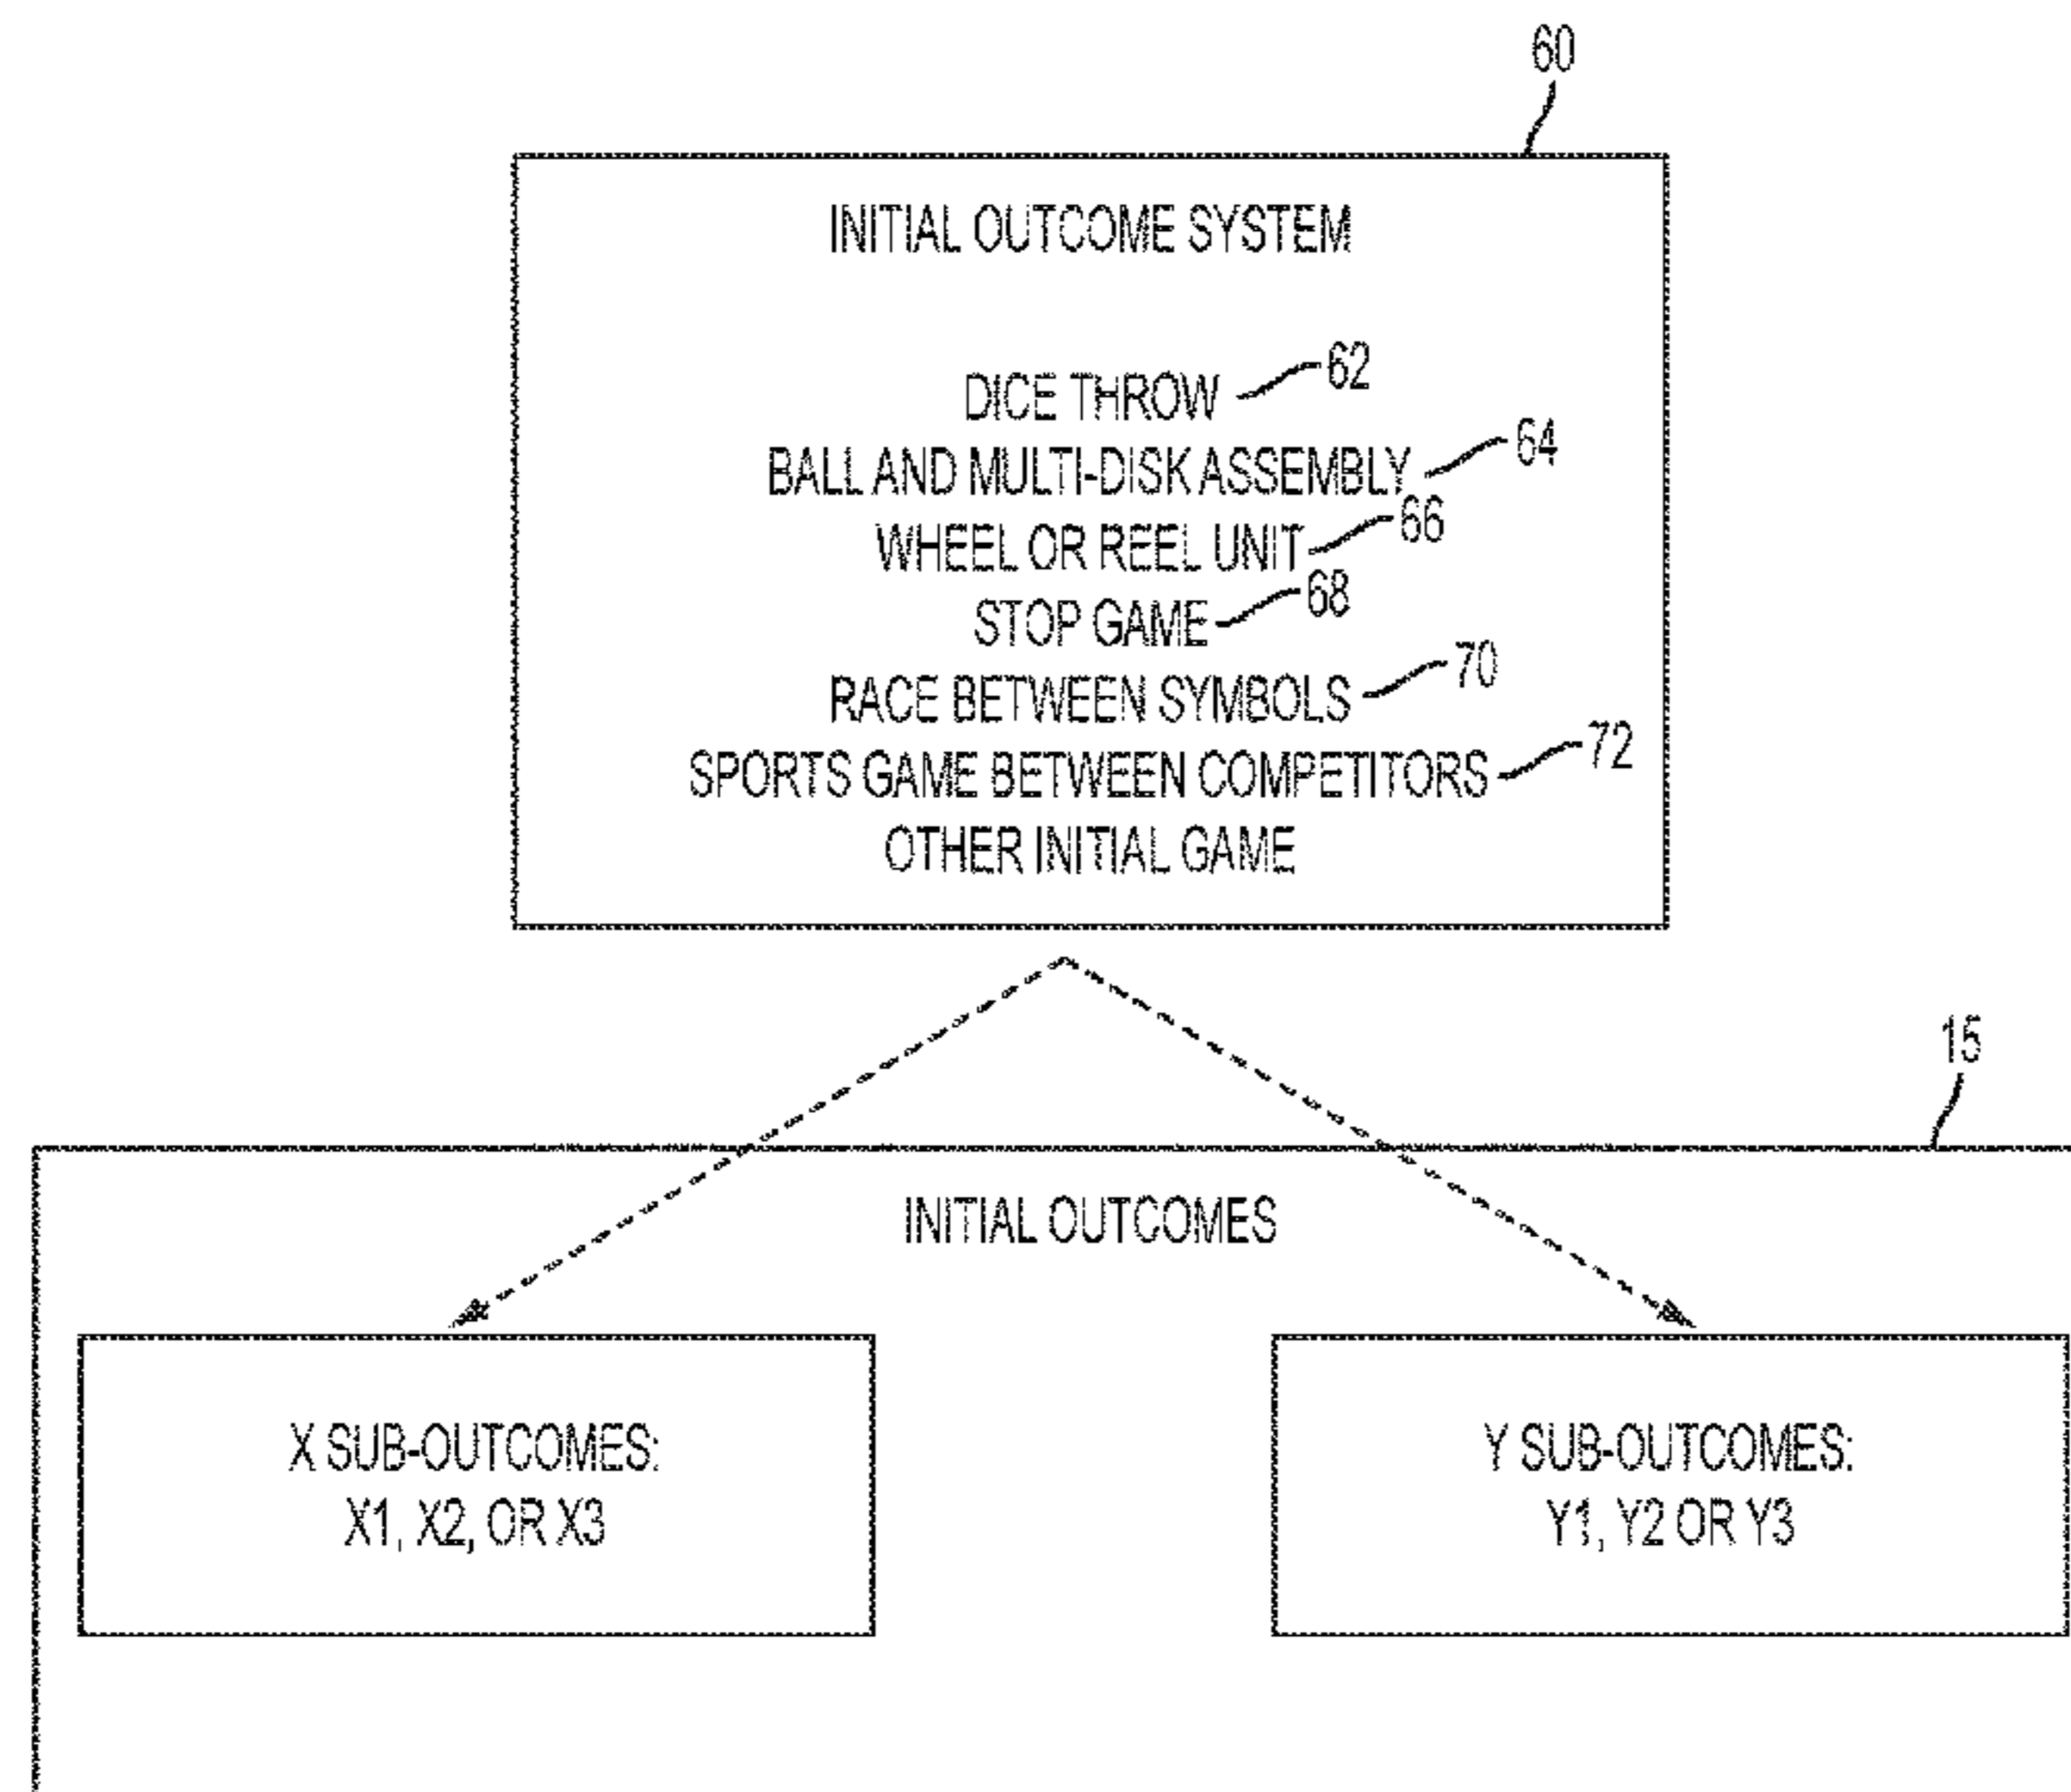 60
INITIAL OUTCOME SYSTEM
DICE THROW 62
BALL AND MULTI-DISK ASSEMBLY 64
WHEEL OR REEL UNIT 66
STOP GAME 68
RACE BETWEEN SYMBOLS 70
SPORTS GAME BETWEEN COMPETITORS 72
OTHER INITIAL GAME
15
INITIAL OUTCOMES
X SUB-OUTCOMES:
X1, X2, OR X3
Y SUB-OUTCOMES:
Y1, Y2 OR Y3